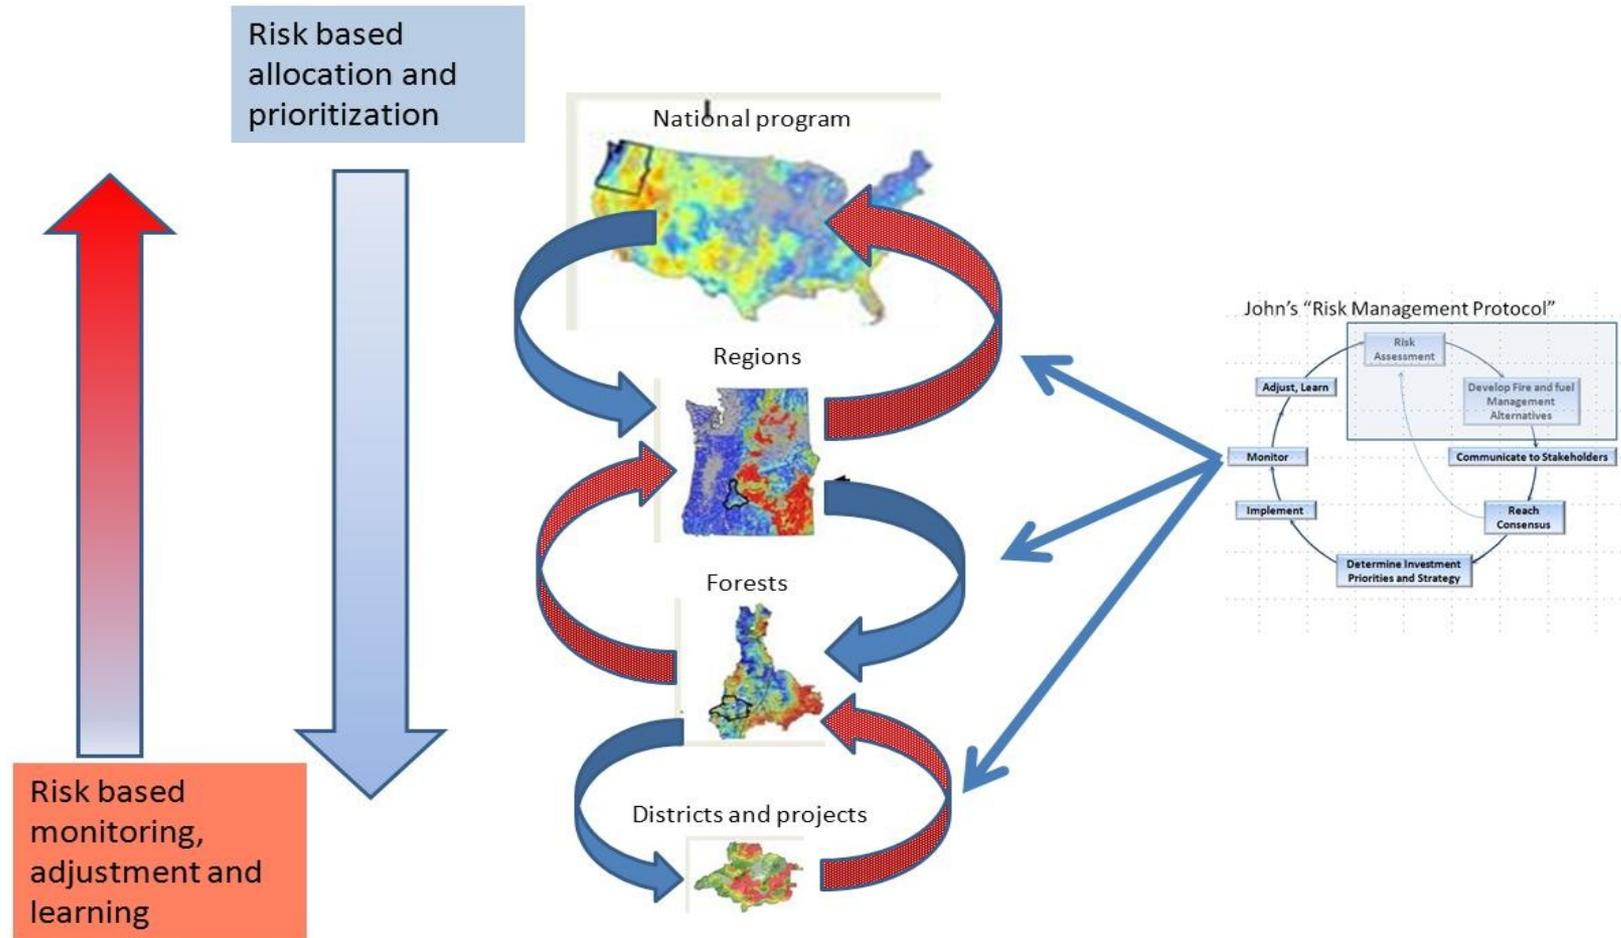 Risk based
allocation and
prioritization
Risk based
monitoring,
adjustment and
learning
National program
Regions
Forests
Districts and projects
John’s “Risk Management Protocol”
Risk
Assessment
Develop Fire and fuel
Management
Alternatives
Communicate to Stakeholders
Reach
Consensus
Determine Investment
Priorities and Strategy
Implement
Monitor
Adjust, Learn